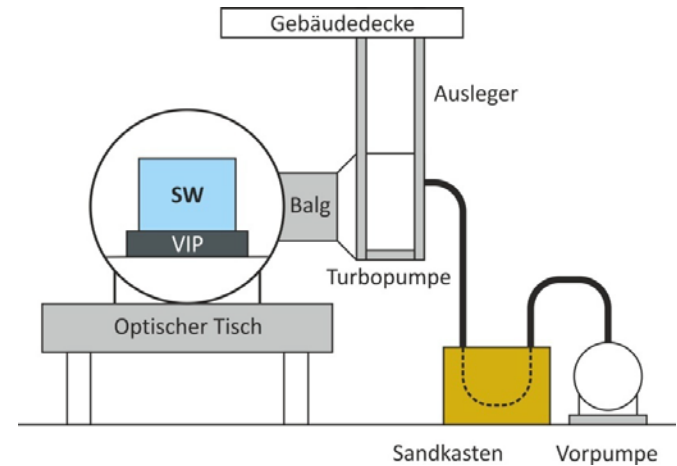 Gebäudedecke
Ausleger
SW
Balg
VIP
Turbopumpe
Optischer Tisch
Sandkasten
Vorpumpe